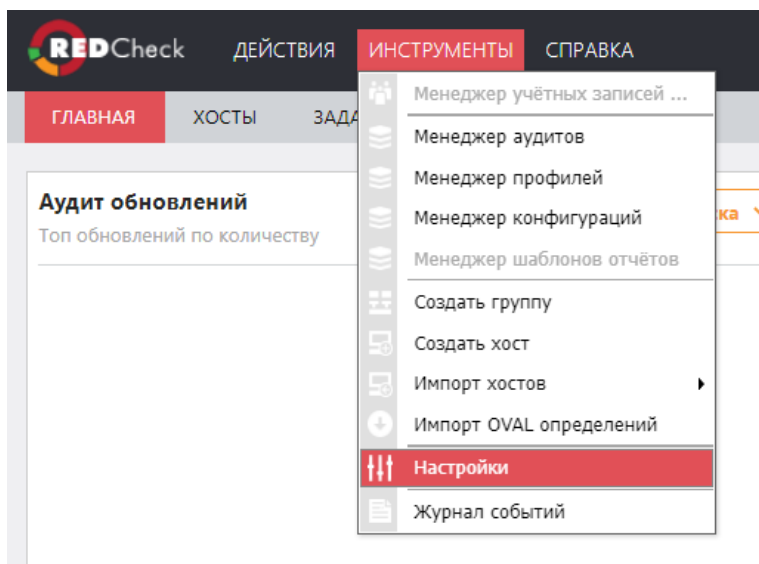 REDCheck ДЕЙСТВИЯ ИНСТРУМЕНТЫ СПРАВКА
ГЛАВНАЯ ХОСТЫ
Аудит обновлений
Топ обновлений по количеству
Менеджер учётных записей ...
Менеджер аудитов
Менеджер профилей
Менеджер конфигураций
Менеджер шаблонов отчётов
Создать группу
Создать хост
Импорт хостов
Импорт OVAL определений
Настройки
Журнал событий